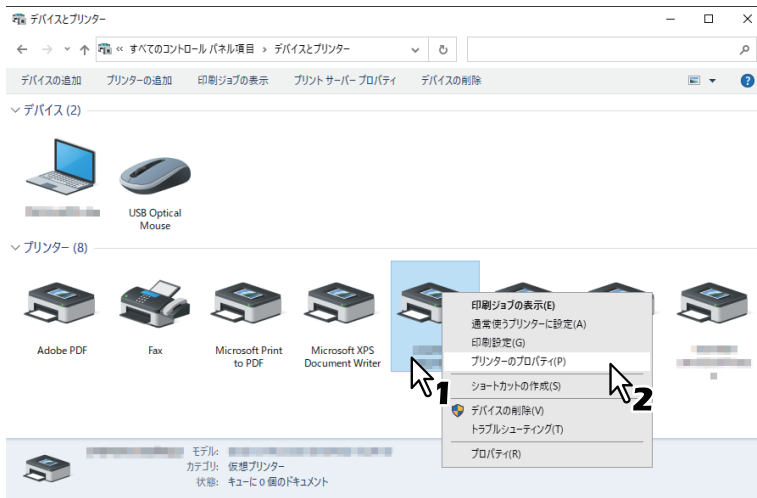 デバイスとプリンター
« すべてのコントロール パネル項目 › デバイスとプリンター
デバイスの追加 プリンターの追加 印刷ジョブの表示 プリント サーバー プロパティ デバイスの削除
デバイス (2)
USB Optical
Mouse
プリンター (8)
Adobe PDF
Fax
Microsoft Print
to PDF
Microsoft XPS
Document Writer
印刷ジョブの表示(E)
通常使うプリンターに設定(A)
印刷設定(G)
プリンターのプロパティ(P)
ショートカットの作成(S)
デバイスの削除(V)
トラブルシューティング(T)
プロパティ(R)
1
2
モデル:
カテゴリ: 仮想プリンター
状態: キューに 0 個のドキュメント